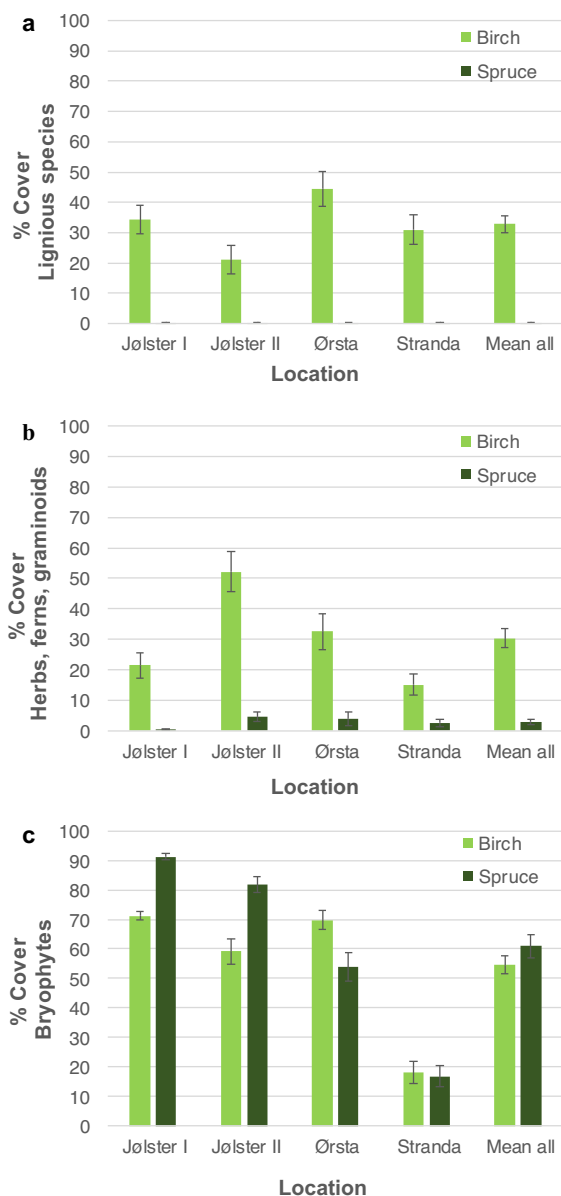 a
100
90
80
70
60
50
40
30
20
10
0
% Cover
Lignious species
Birch
Spruce
Jølster I Jølster II Ørsta Stranda Mean all
Location
b
100
90
80
70
60
50
40
30
20
10
0
% Cover
Herbs, ferns, graminoids
Birch
Spruce
Jølster I Jølster II Ørsta Stranda Mean all
Location
c
100
90
80
70
60
50
40
30
20
10
0
% Cover
Bryophytes
Birch
Spruce
Jølster I Jølster II Ørsta Stranda Mean all
Location